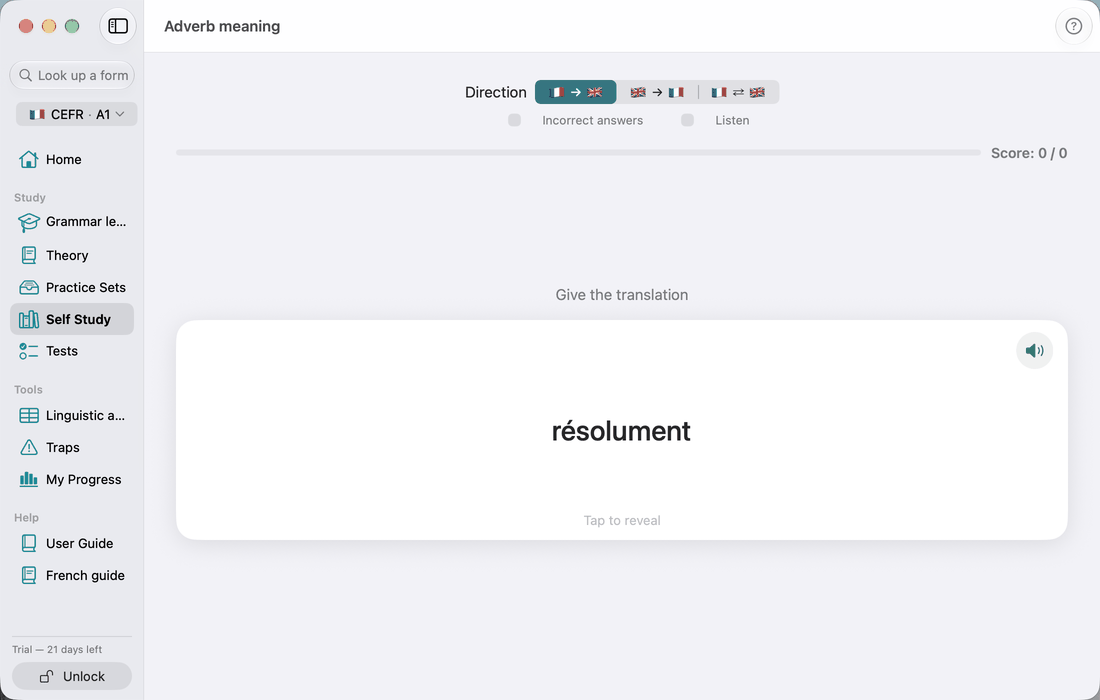 Adverb meaning
Look up a form
CEFR · A1
Home
Study
Grammar le...
Theory
Practice Sets
Self Study
Tests
Tools
Linguistic a...
Traps
My Progress
Help
User Guide
French guide
Trial — 21 days left
Unlock
Direction
Incorrect answers
Listen
Score: 0 / 0
Give the translation
résolument
Tap to reveal